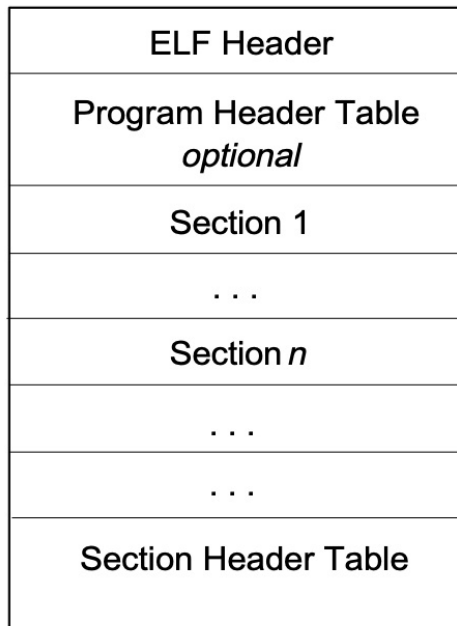 ELF Header
Program Header Table
optional
Section 1
. . .
Section n
. . .
. . .
Section Header Table